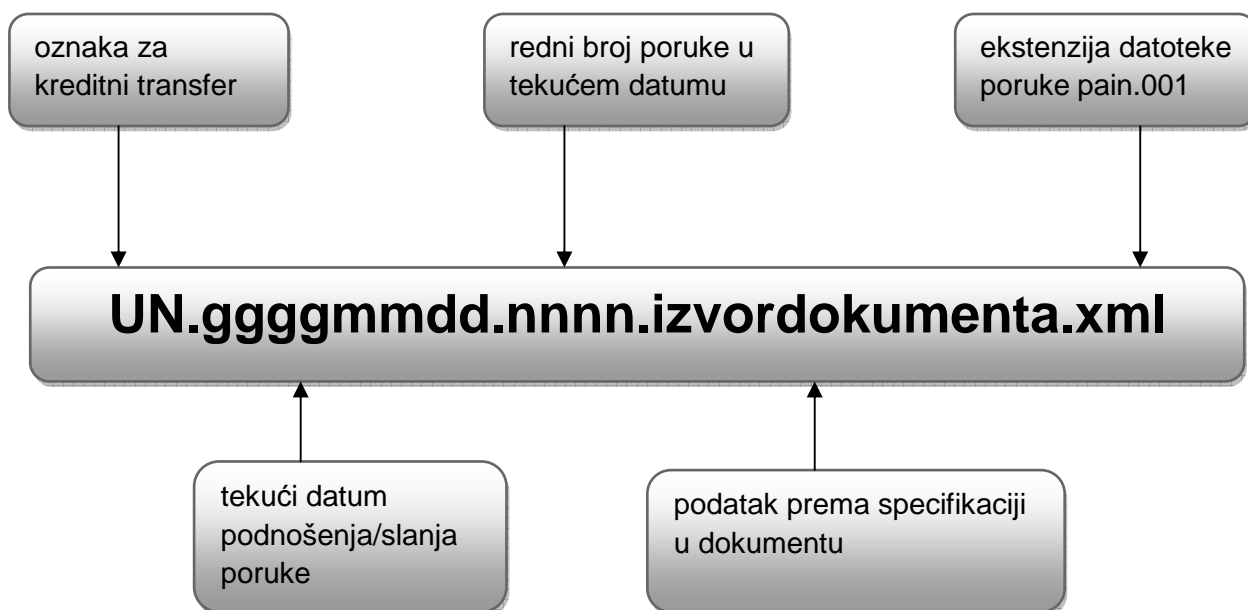 oznaka za
kreditni transfer
redni broj poruke u
tekućem datumu
ekstenzija datoteke
poruke pain.001
UN.ggggmmdd.nnnn.izvordokumenta.xml
tekući datum
podnošenja/slanja
poruke
podatak prema specifikaciji
u dokumentu